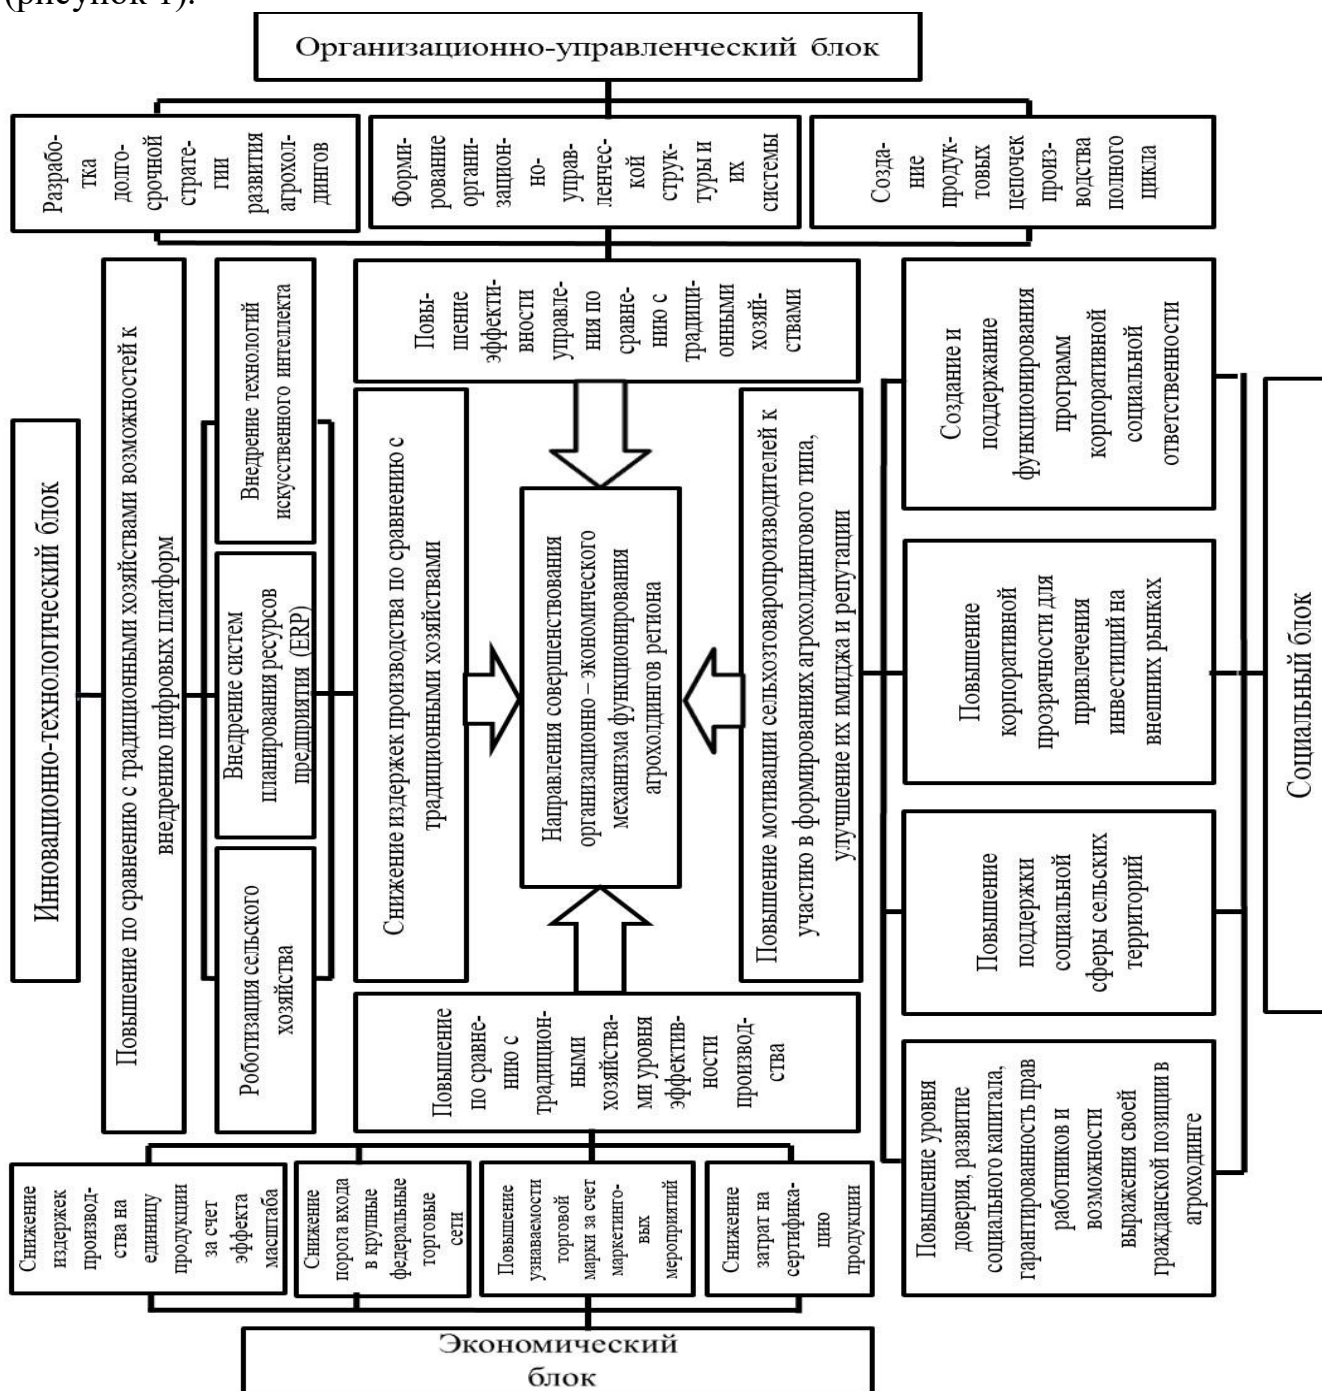 (рисунок 1).
Организационно-управленческий блок
Разрабо-
тка
долго-
срочной
страте-
гии
развития
агрохол-
дингов
Форми-
рование
органи-
зацион-
но-
управ-
ленчес-
кой
струк-
туры и
их
системы
Созда-
ние
продук-
товых
цепочек
произ-
водства
полного
цикла
Повы-
шение
эффекти-
вности
управле-
ния по
сравне-
нию с
традици-
онными
хозяй-
ствами
Инновационно-технологический блок
Повышение по сравнению с традиционными хозяйствами возможностей к
внедрению цифровых платформ
Внедрение технологий
искусственного интеллекта
Внедрение систем
планирования ресурсов
предприятия (ERP)
Роботизация сельского
хозяйства
Снижение издержек производства по сравнению с
традиционными хозяйствами
Направления совершенствования
организационно – экономического
механизма функционирования
агрохолдингов региона
Повышение мотивации сельхозтоваропроизводителей к
участию в формированиях агрохолдингового типа,
улучшение их имиджа и репутации
Создание и
поддержание
функционирования
программ
корпоративной
социальной
ответственности
Повышение
корпоративной
прозрачности для
привлечения
инвестиций на
внешних рынках
Повышение
поддержки
социальной
сферы сельских
территорий
Повышение уровня
доверия, развитие
социального капитала,
гарантированность прав
работников и
возможности
выражения своей
гражданской позиции в
агроходинге
Социальный блок
Повышение
по сравне-
нию с
традицион-
ными
хозяйства-
ми уровня
эффектив-
ности
производ-
ства
Снижение
издержек
производ-
ства на
единицу
продукции
за счет
эффекта
масштаба
Снижение
порога входа
в крупные
федеральные
торговые
сети
Повышение
узнаваемости
торговой
марки за счет
маркетинго-
вых
мероприятий
Снижение
затрат на
сертифика-
цию
продукции
Экономический
блок